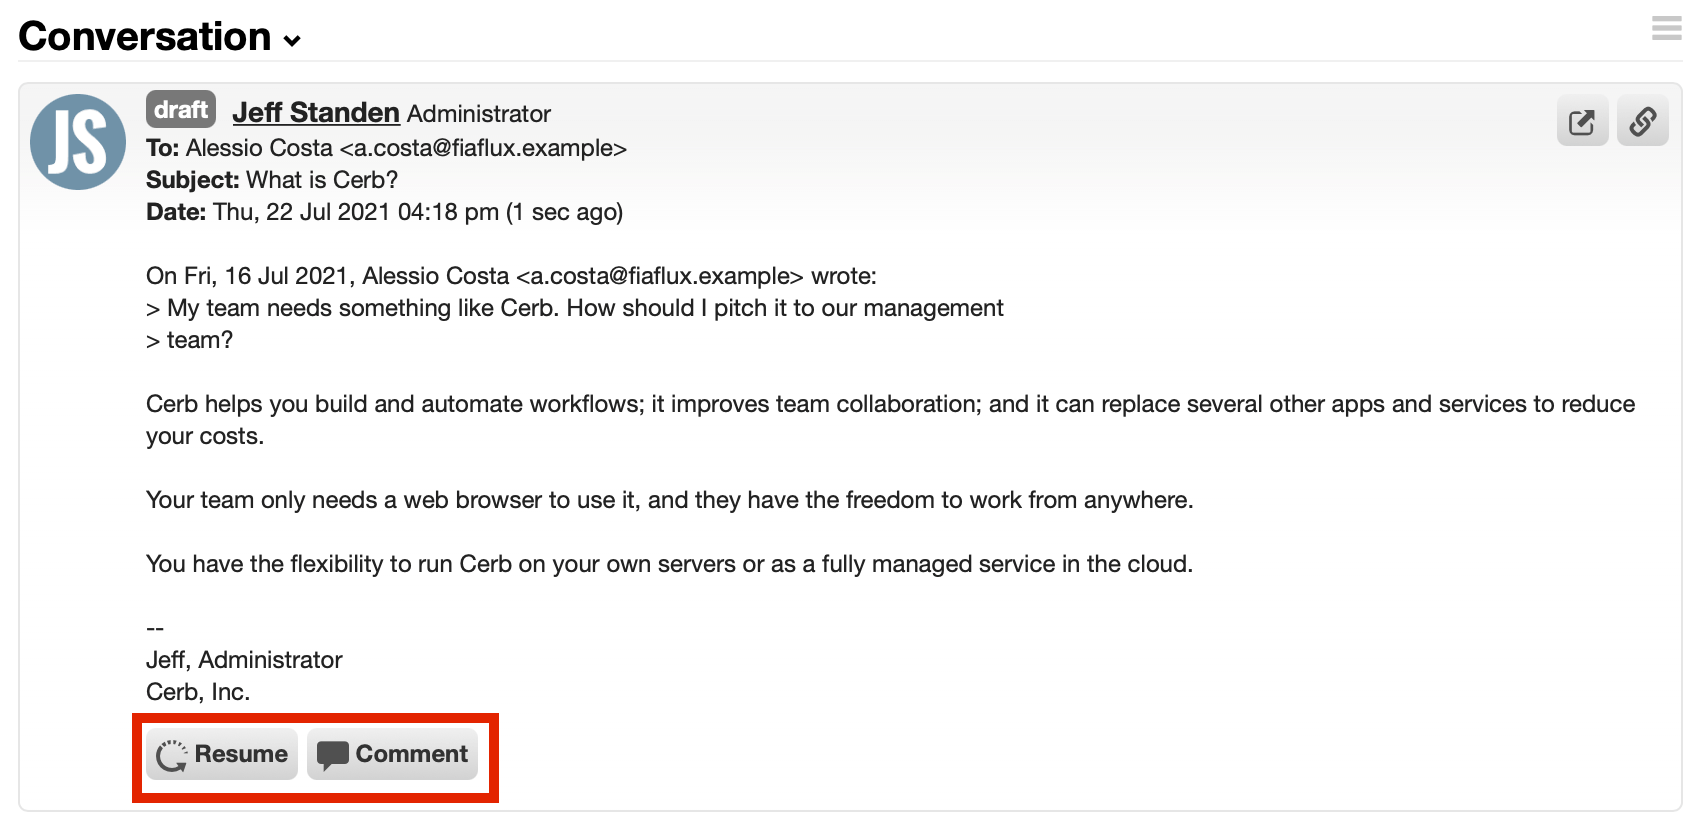 Conversation
JS
draft Jeff Standen Administrator
To: Alessio Costa <a.costa@fiaflux.example>
Subject: What is Cerb?
Date: Thu, 22 Jul 2021 04:18 pm (1 sec ago)
On Fri, 16 Jul 2021, Alessio Costa <a.costa@fiaflux.example> wrote:
> My team needs something like Cerb. How should I pitch it to our management
> team?
Cerb helps you build and automate workflows; it improves team collaboration; and it can replace several other apps and services to reduce
your costs.
Your team only needs a web browser to use it, and they have the freedom to work from anywhere.
You have the flexibility to run Cerb on your own servers or as a fully managed service in the cloud.
--
Jeff, Administrator
Cerb, Inc.
Resume Comment